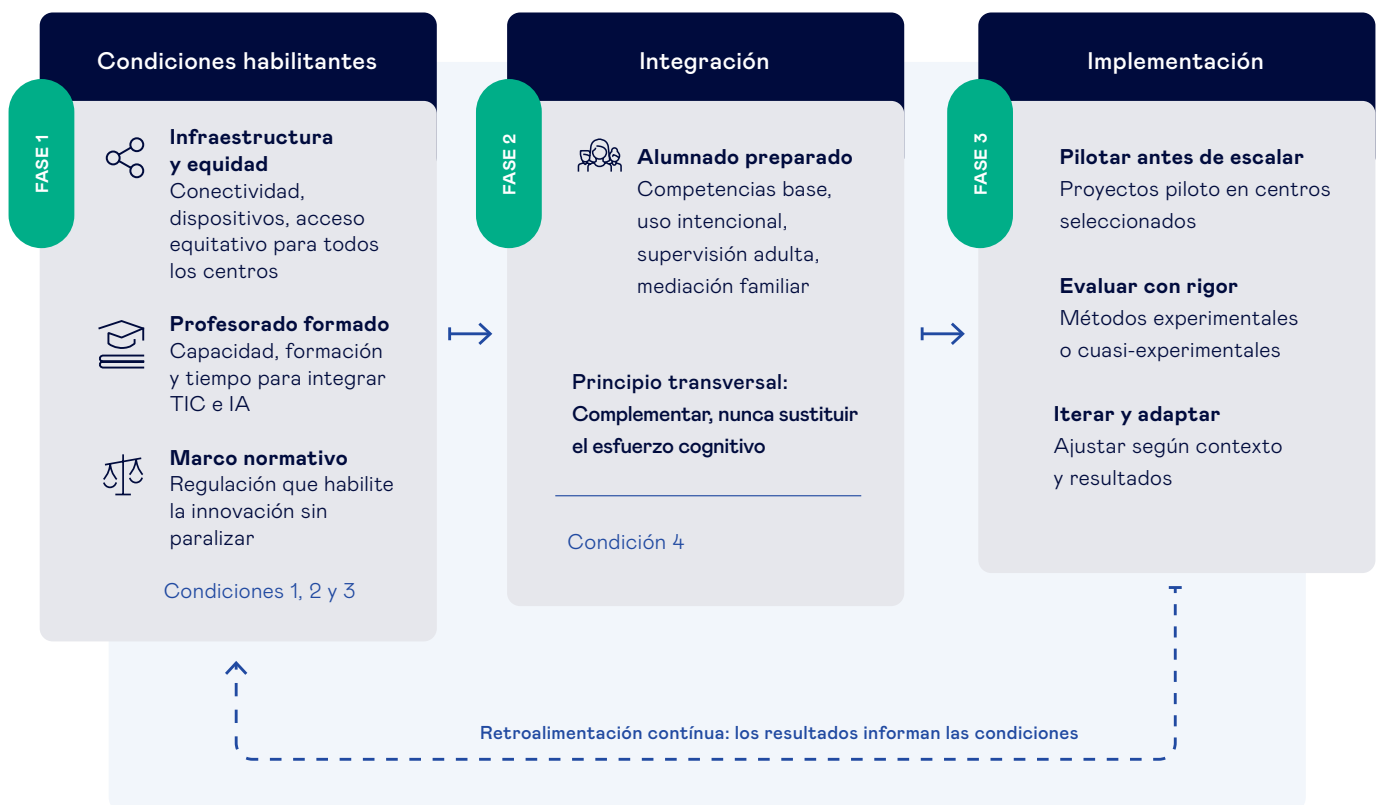 Condiciones habilitantes
FASE 1
Infraestructura
y equidad
Conectividad,
dispositivos, acceso
equitativo para todos
los centros
Profesorado formado
Capacidad, formación
y tiempo para integrar
TIC e IA
Marco normativo
Regulación que habilite
la innovación sin
paralizar
Condiciones 1, 2 y 3
Integración
FASE 2
Alumnado preparado
Competencias base,
uso intencional,
supervisión adulta,
mediación familiar
Principio transversal:
Complementar, nunca sustituir
el esfuerzo cognitivo
Condición 4
Implementación
FASE 3
Pilotar antes de escalar
Proyectos piloto en centros
seleccionados
Evaluar con rigor
Métodos experimentales
o cuasi-experimentales
Iterar y adaptar
Ajustar según contexto
y resultados
Retroalimentación contínua: los resultados informan las condiciones